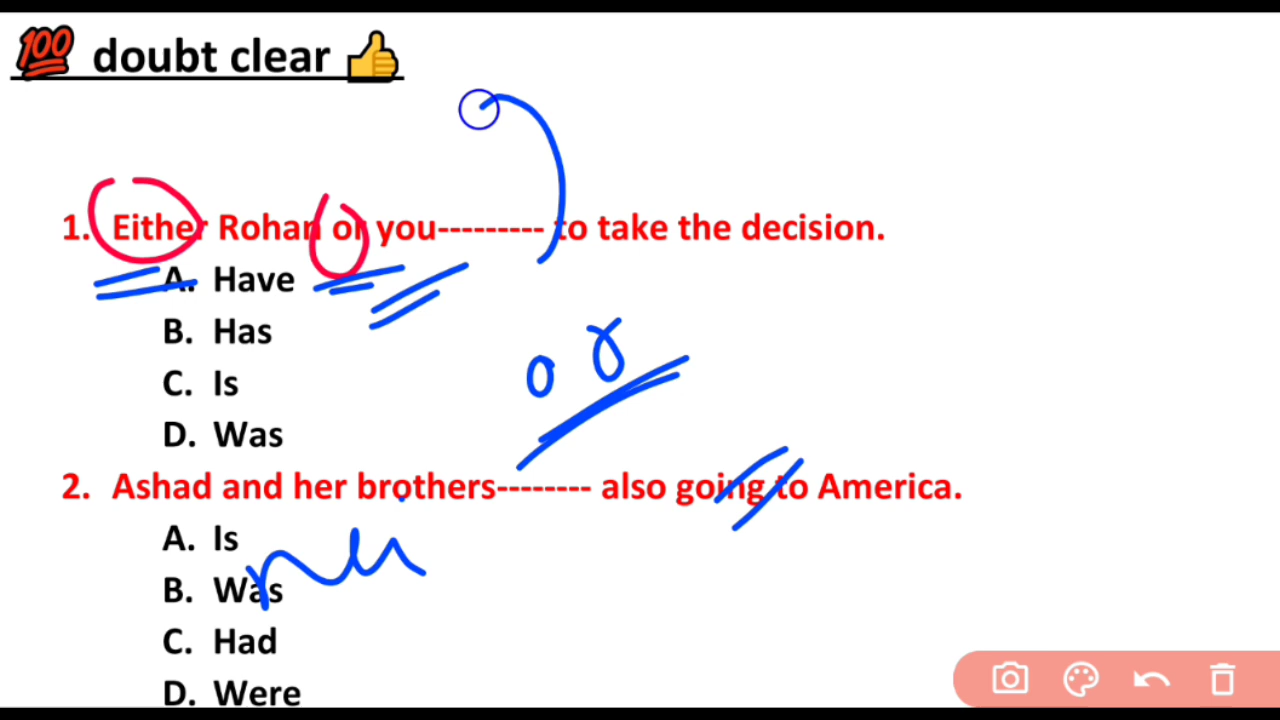 💯 doubt clear 👍
1. Either Rohan or you--------- to take the decision.
A. Have
B. Has
C. Is
D. Was
or
2. Ashad and her brothers-------- also going to America.
A. Is
B. Was
C. Had
D. Were